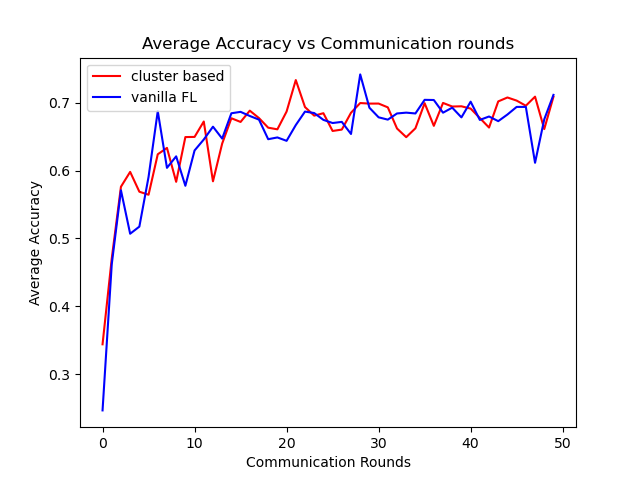 Average Accuracy vs Communication rounds
cluster based
vanilla FL
Average Accuracy
0.7
0.6
0.5
0.4
0.3
0 10 20 30 40 50
Communication Rounds